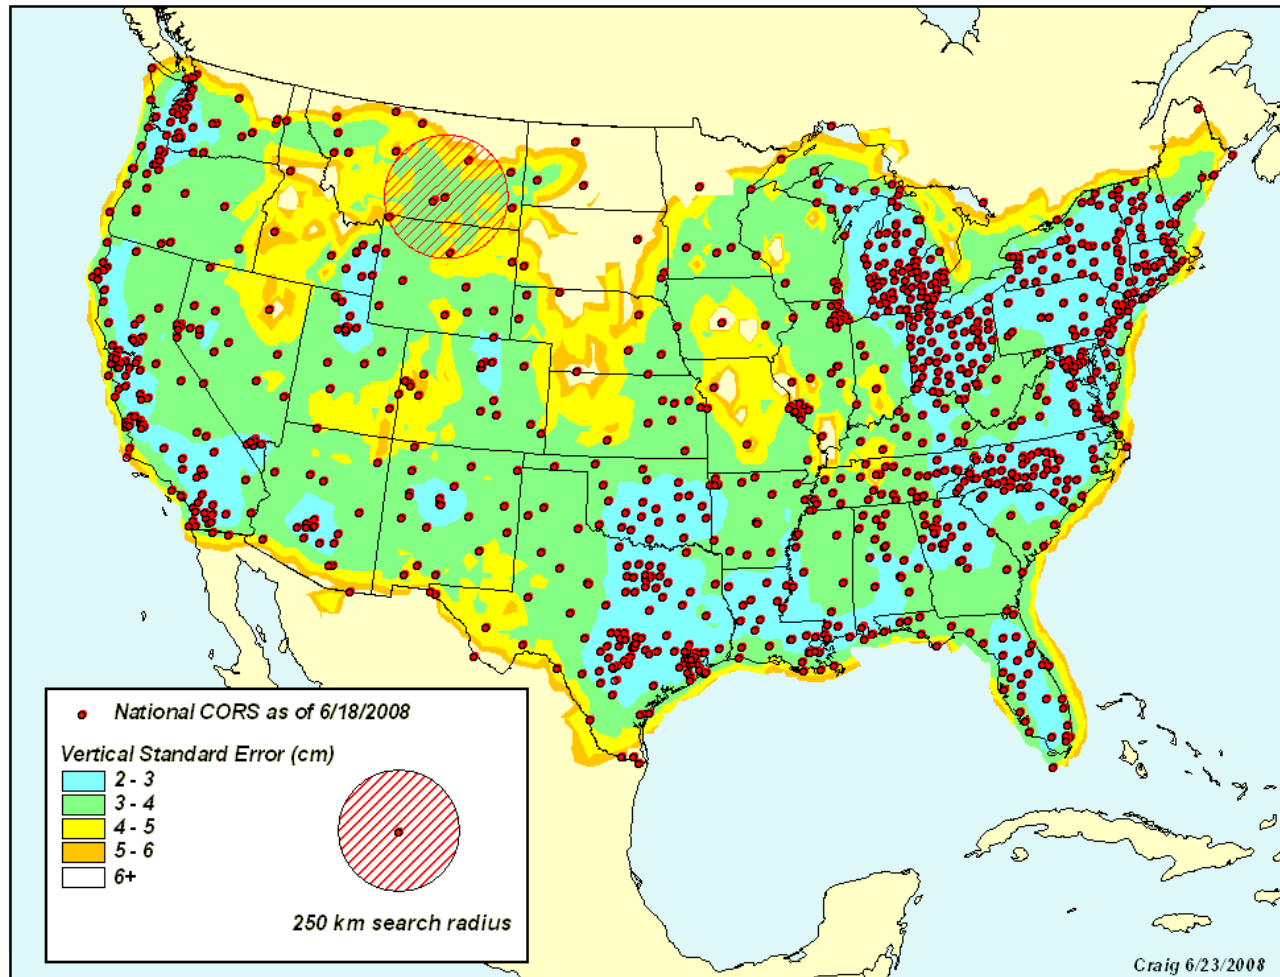 National CORS as of 6/18/2008
Vertical Standard Error (cm)
2 - 3
3 - 4
4 - 5
5 - 6
6+
250 km search radius
Craig 6/23/2008